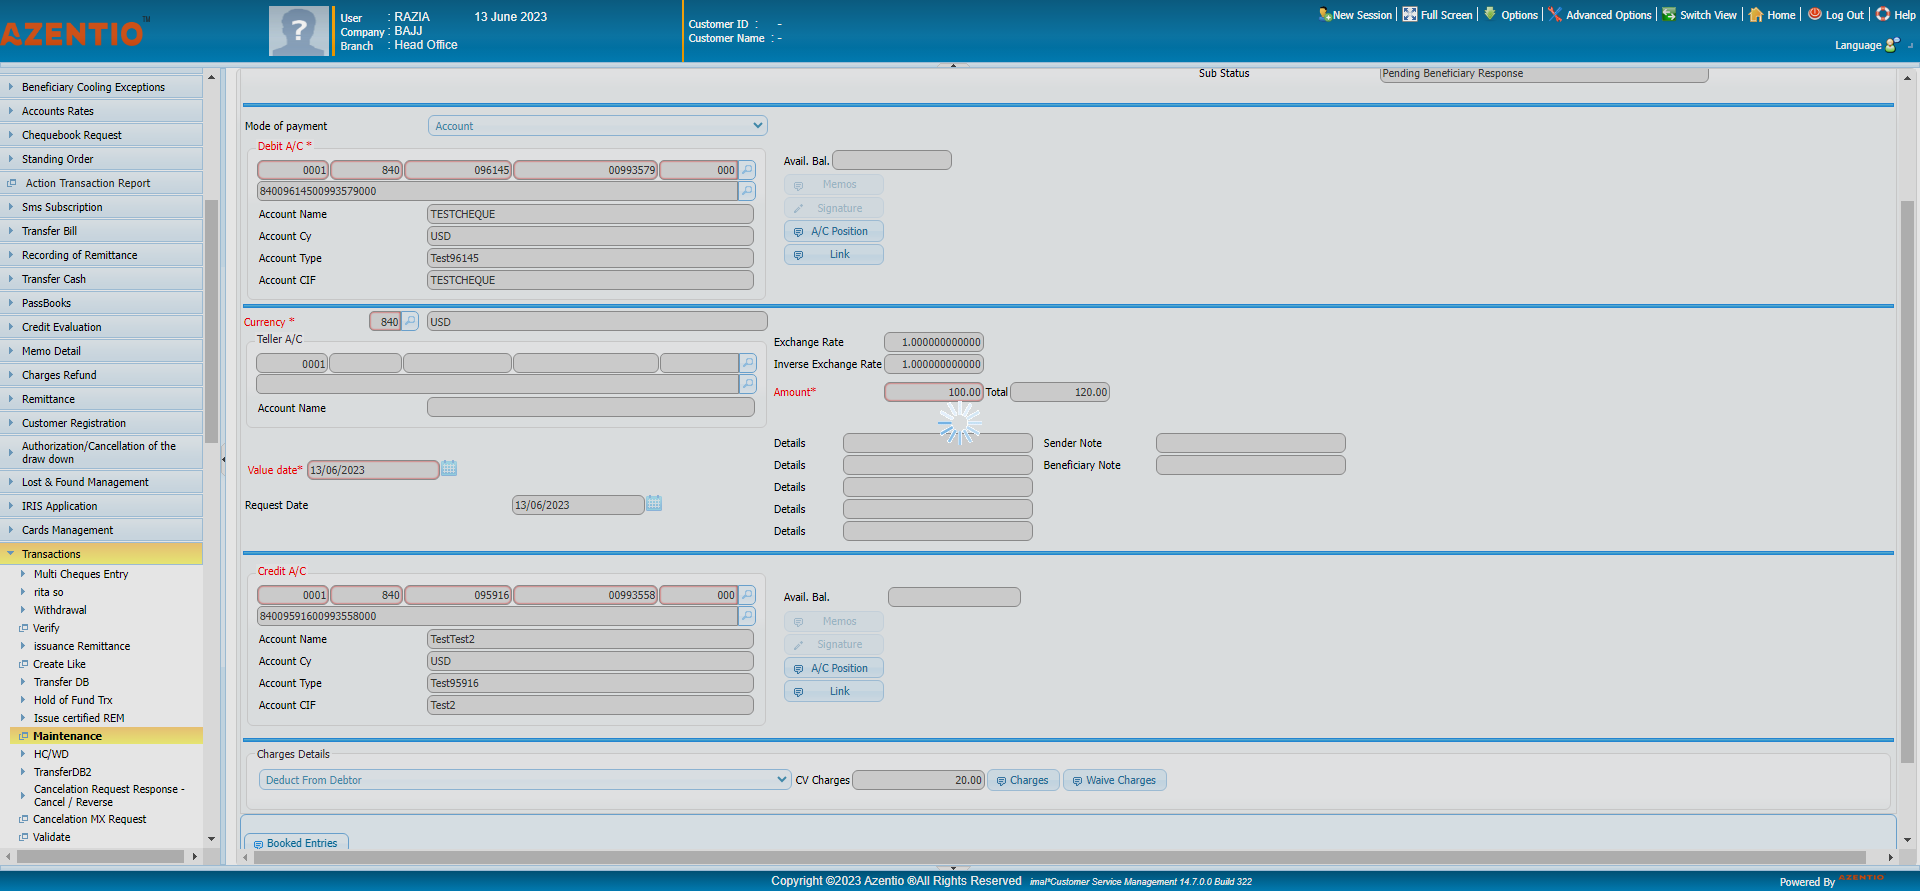 AZENTIO TM
User : RAZIA 13 June 2023
Company : BAJJ
Branch : Head Office
Customer ID : -
Customer Name : -
New Session Full Screen Options Advanced Options Switch View Home Log Out Help
Language
Beneficiary Cooling Exceptions
Accounts Rates
Chequebook Request
Standing Order
Action Transaction Report
Sms Subscription
Transfer Bill
Recording of Remittance
Transfer Cash
PassBooks
Credit Evaluation
Memo Detail
Charges Refund
Remittance
Customer Registration
Authorization/Cancellation of the
draw down
Lost & Found Management
IRIS Application
Cards Management
Transactions
Multi Cheques Entry
rita so
Withdrawal
Verify
issuance Remittance
Create Like
Transfer DB
Hold of Fund Trx
Issue certified REM
Maintenance
HC/WD
TransferDB2
Cancelation Request Response -
Cancel / Reverse
Cancelation MX Request
Validate
Sub Status Pending Beneficiary Response
Mode of payment Account
Debit A/C *
0001 840 096145 00993579 000
84009614500993579000
Account Name TESTCHEQUE
Account Cy USD
Account Type Test96145
Account CIF TESTCHEQUE
Avail. Bal.
Memos
Signature
A/C Position
Link
Currency * 840 USD
Teller A/C
0001
Account Name
Value date* 13/06/2023
Request Date 13/06/2023
Exchange Rate 1.000000000000
Inverse Exchange Rate 1.000000000000
Amount* 100.00 Total 120.00
Details Sender Note
Details Beneficiary Note
Details
Details
Details
Credit A/C
0001 840 095916 00993558 000
84009591600993558000
Account Name TestTest2
Account Cy USD
Account Type Test95916
Account CIF Test2
Avail. Bal.
Memos
Signature
A/C Position
Link
Charges Details
Deduct From Debtor CV Charges 20.00 Charges Waive Charges
Booked Entries
Copyright ©2023 Azentio ®All Rights Reserved imal*Customer Service Management 14.7.0.0 Build 322
Powered By AZENTIO